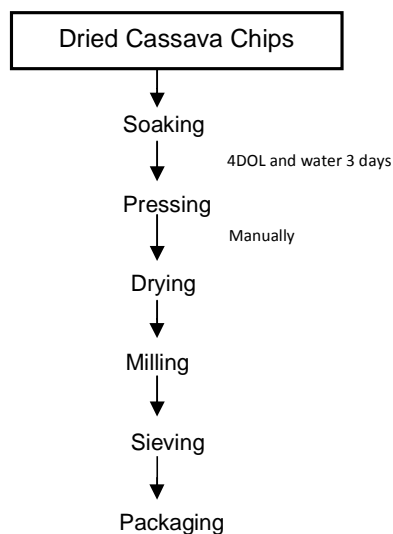 Dried Cassava Chips
Soaking
4DOL and water 3 days
Pressing
Manually
Drying
Milling
Sieving
Packaging